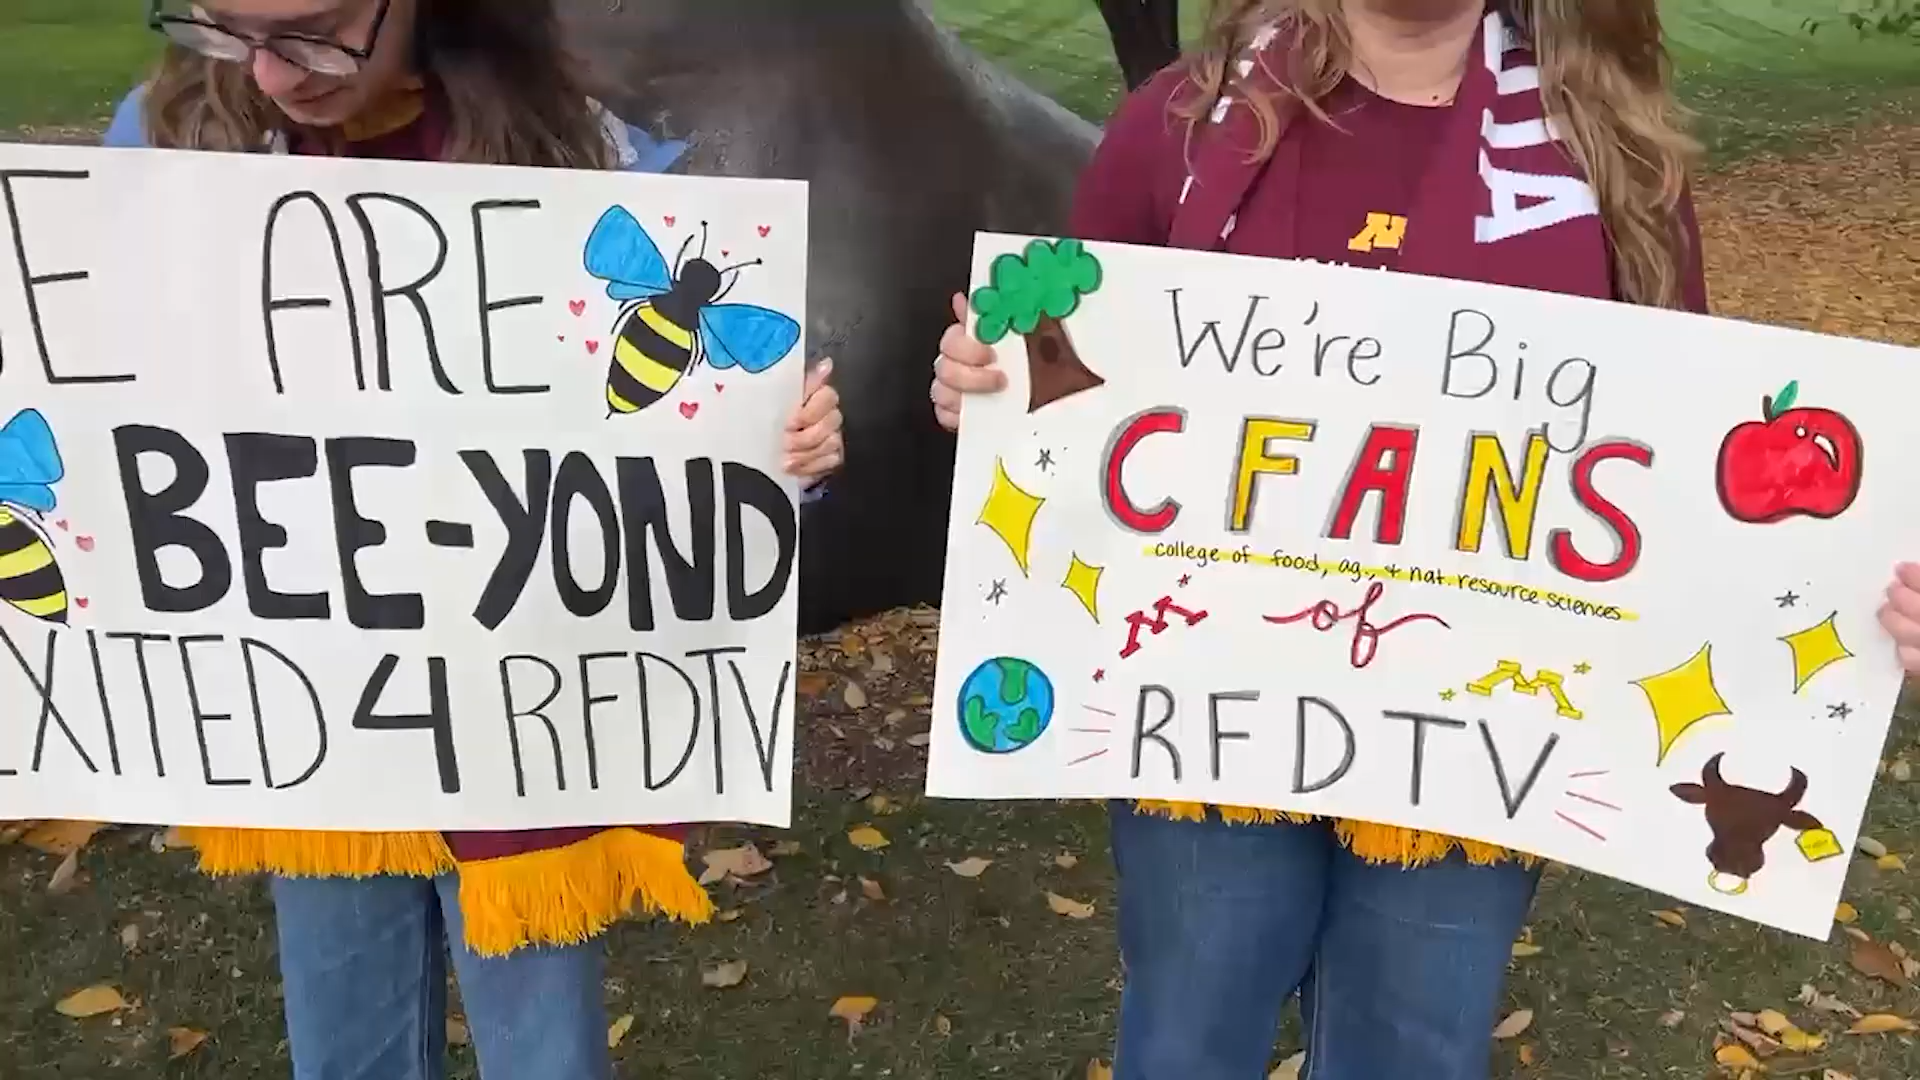 E ARE
BEE-YOND
XITED 4 RFDTV
We're Big
CFANS
college of food, ag., & nat. resource sciences
M of M
RFDTV
M